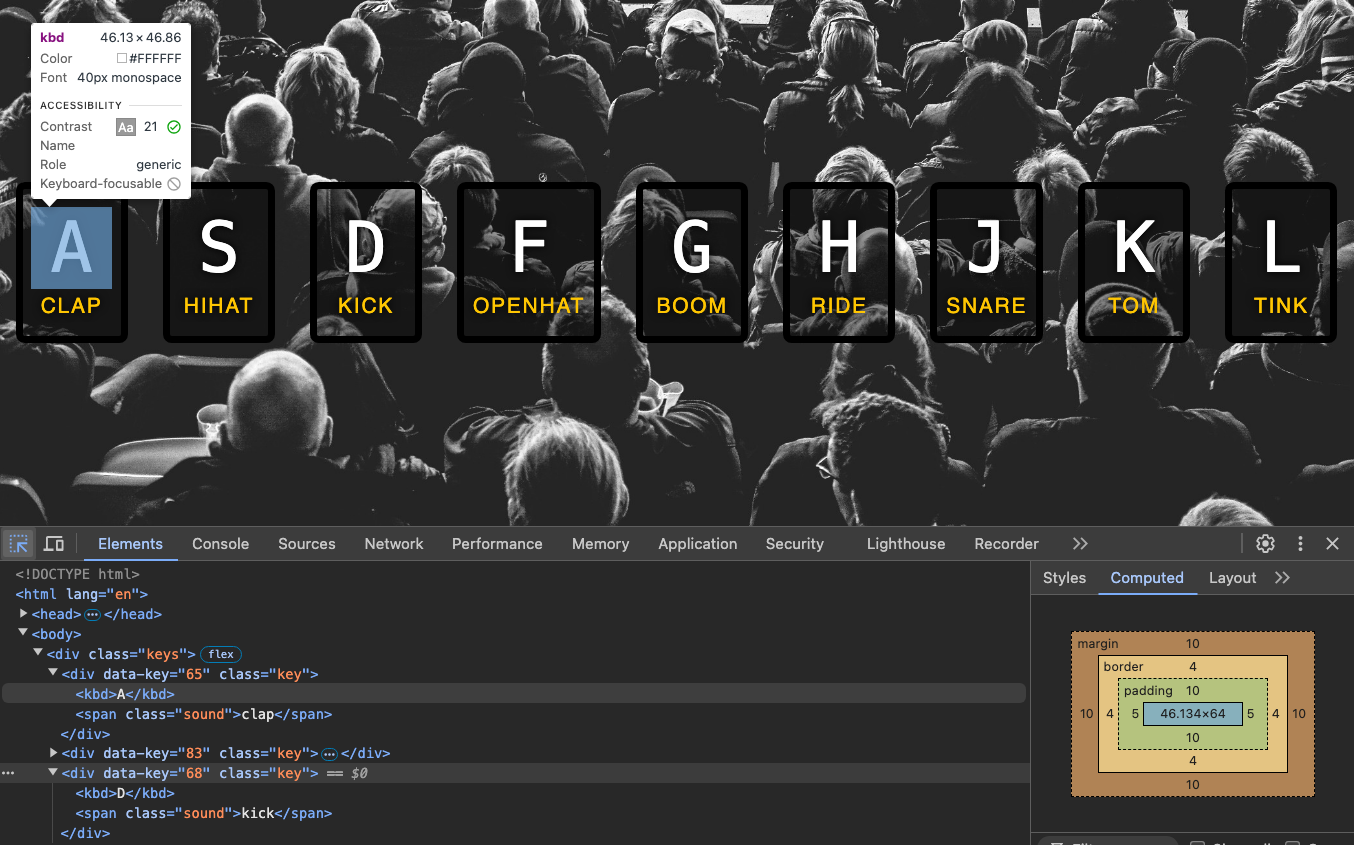 kbd 46.13 × 46.86
Color #FFFFFF
Font 40px monospace
ACCESSIBILITY
Contrast Aa 21
Name
Role generic
Keyboard-focusable
A S D F G H J K L
CLAP HIHAT KICK OPENHAT BOOM RIDE SNARE TOM TINK
Elements Console Sources Network Performance Memory Application Security Lighthouse Recorder
<!DOCTYPE html>
<html lang="en">
<head>…</head>
<body>
<div class="keys"> flex
<div data-key="65" class="key">
<kbd>A</kbd>
<span class="sound">clap</span>
</div>
<div data-key="83" class="key">…</div>
<div data-key="68" class="key"> == $0
<kbd>D</kbd>
<span class="sound">kick</span>
</div>
Styles Computed Layout
margin 10
border 4
padding 10
10 4 5 46.134×64 5 4 10
10
4
10